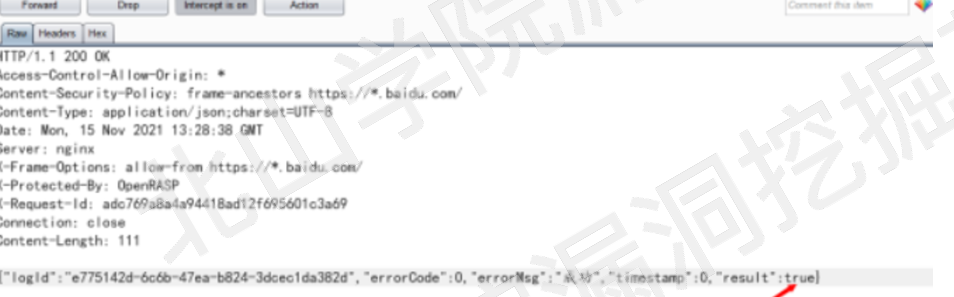 Forward Drop Intercept is on Action Comment this item
Raw Headers Hex
HTTP/1.1 200 OK
Access-Control-Allow-Origin: *
Content-Security-Policy: frame-ancestors https://*.baidu.com/
Content-Type: application/json;charset=UTF-8
Date: Mon, 15 Nov 2021 13:28:38 GMT
Server: nginx
X-Frame-Options: allow-from https://*.baidu.com/
X-Protected-By: OpenRASP
X-Request-Id: adc769a8a4a94418ad12f695601c3a69
Connection: close
Content-Length: 111
{"logId":"e775142d-6c6b-47ea-b824-3dcec1da382d","errorCode":0,"errorMsg":"成功","timestamp":0,"result":true}
北山学院漏洞挖掘